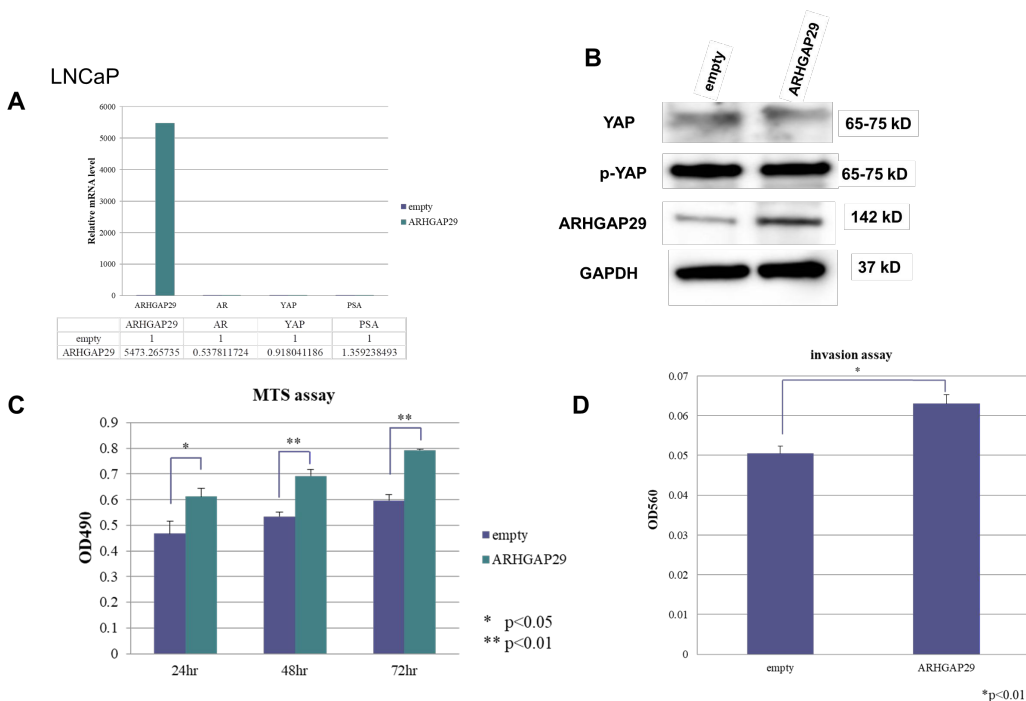 LNCaP
A
6000
5000
4000
3000
2000
1000
0
Relative mRNA level
ARHGAP29 AR YAP PSA
empty
ARHGAP29
ARHGAP29 AR YAP PSA
empty 1 1 1 1
ARHGAP29 5473.265735 0.537811724 0.918041186 1.359238493
B
empty ARHGAP29
YAP 65-75 kD
p-YAP 65-75 kD
ARHGAP29 142 kD
GAPDH 37 kD
C
MTS assay
0.9
0.8
0.7
0.6
0.5
0.4
0.3
0.2
0.1
0
OD490
* ** **
24hr 48hr 72hr
empty
ARHGAP29
* p<0.05
** p<0.01
D
invasion assay
*
0.07
0.06
0.05
0.04
0.03
0.02
0.01
0
OD560
empty ARHGAP29
*p<0.01